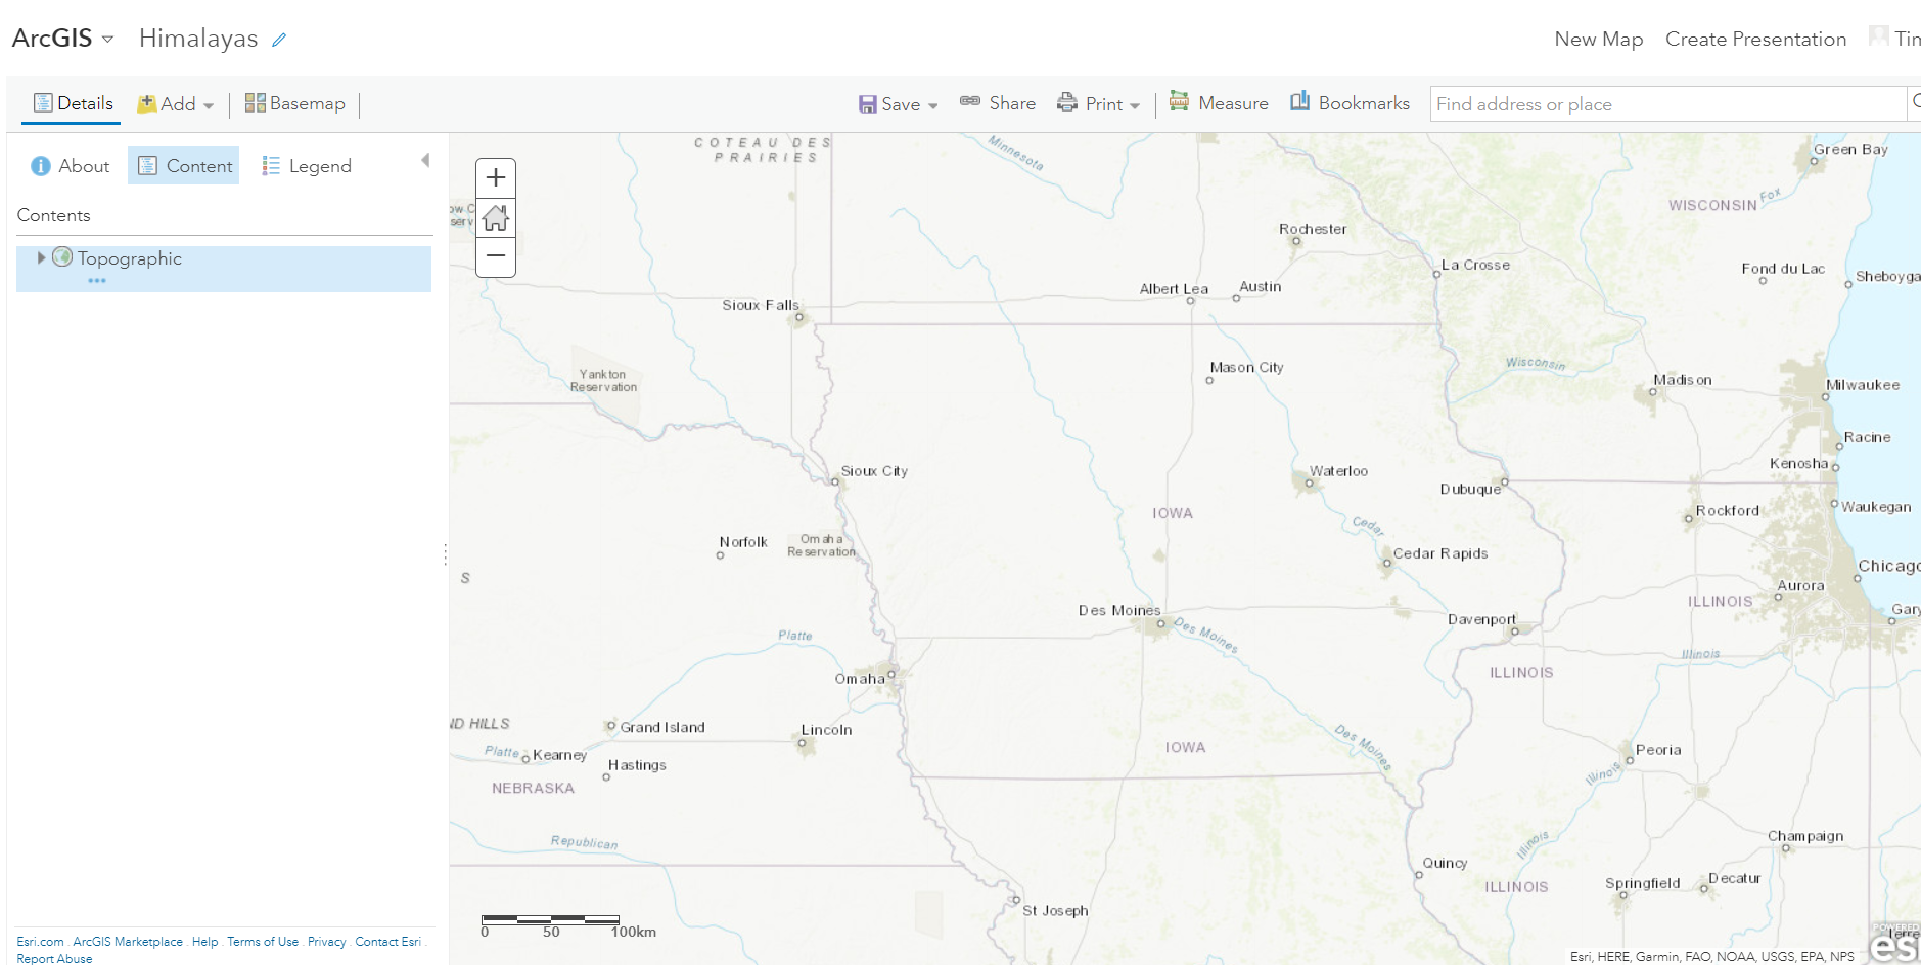 ArcGIS Himalayas New Map Create Presentation
Details Add Basemap Save Share Print Measure Bookmarks Find address or place
About Content Legend
Contents
Topographic
COTEAU DES
PRAIRIES
Minnesota
Green Bay
Fox
WISCONSIN
Rochester
La Crosse
Fond du Lac
Albert Lea
Austin
Sioux Falls
Yankton
Reservation
Mason City
Wisconsin
Madison
Milwaukee
Racine
Kenosha
Sioux City
Waterloo
Dubuque
Waukegan
Rockford
IOWA
Cedar
Norfolk
Omaha
Reservation
Cedar Rapids
S
Chicago
Aurora
ILLINOIS
Des Moines
Des Moines
Davenport
Gary
Platte
Illinois
ILLINOIS
Omaha
ND HILLS
Grand Island
Lincoln
Des Moines
IOWA
Peoria
Platte
Kearney
Hastings
Illinois
NEBRASKA
Republican
Champaign
Illinois
Quincy
Decatur
Springfield
ILLINOIS
St Joseph
0 50 100km
POWERED
Esri.com . ArcGIS Marketplace . Help . Terms of Use . Privacy . Contact Esri .
Report Abuse
Esri, HERE, Garmin, FAO, NOAA, USGS, EPA, NPS